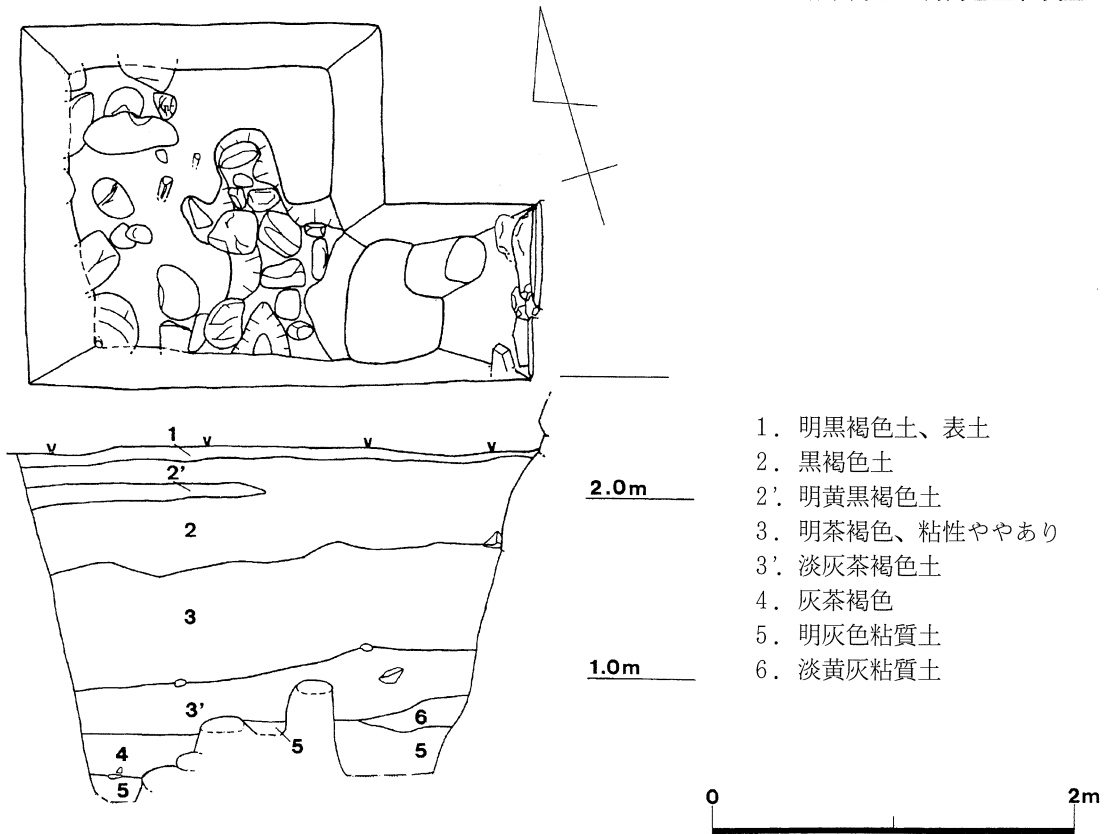 1
2'
2
3
3'
4
5
5
6
5
2.0m
1.0m
1. 明黒褐色土、表土
2. 黒褐色土
2'. 明黄黒褐色土
3. 明茶褐色、粘性ややあり
3'. 淡灰茶褐色土
4. 灰茶褐色
5. 明灰色粘質土
6. 淡黄灰粘質土
0 2m